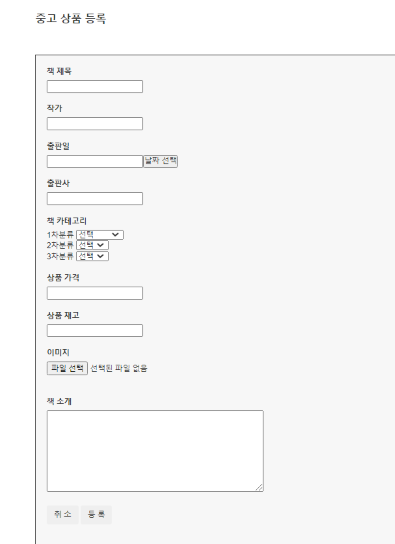 중고 상품 등록
책 제목
작가
출판일
날짜 선택
출판사
책 카테고리
1차분류 선택
2차분류 선택
3차분류 선택
상품 가격
상품 재고
이미지
파일 선택 선택된 파일 없음
책 소개
취 소 등 록